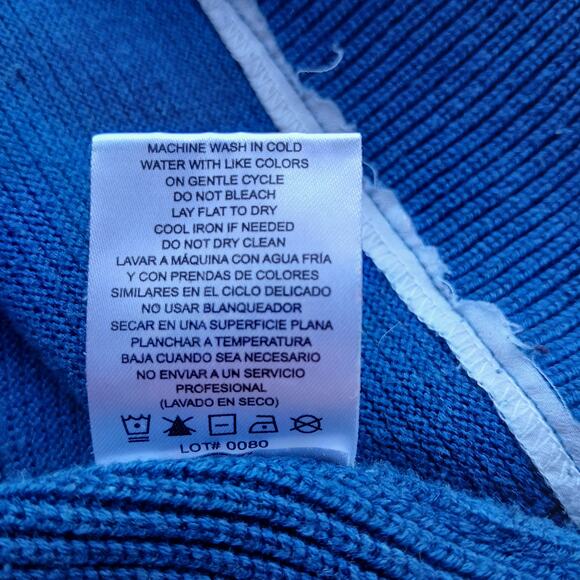 MACHINE WASH IN COLD
WATER WITH LIKE COLORS
ON GENTLE CYCLE
DO NOT BLEACH
LAY FLAT TO DRY
COOL IRON IF NEEDED
DO NOT DRY CLEAN
LAVAR A MÁQUINA CON AGUA FRÍA
Y CON PRENDAS DE COLORES
SIMILARES EN EL CICLO DELICADO
NO USAR BLANQUEADOR
SECAR EN UNA SUPERFICIE PLANA
PLANCHAR A TEMPERATURA
BAJA CUANDO SEA NECESARIO
NO ENVIAR A UN SERVICIO
PROFESIONAL
(LAVADO EN SECO)
LOT# 0080